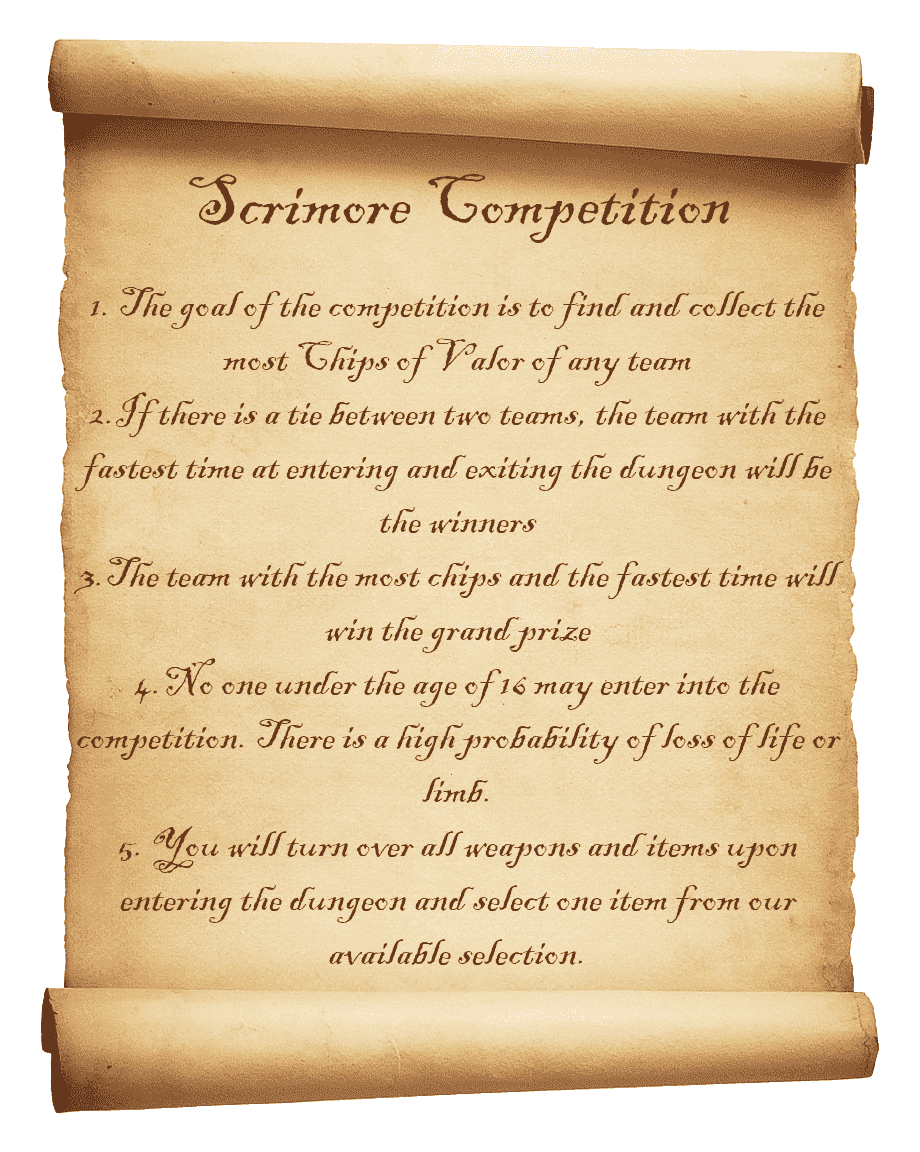 Scrimore Competition
1. The goal of the competition is to find and collect the
most Chips of Valor of any team
2. If there is a tie between two teams, the team with the
fastest time at entering and exiting the dungeon will be
the winners
3. The team with the most chips and the fastest time will
win the grand prize
4. No one under the age of 16 may enter into the
competition. There is a high probability of loss of life or
limb.
5. You will turn over all weapons and items upon
entering the dungeon and select one item from our
available selection.